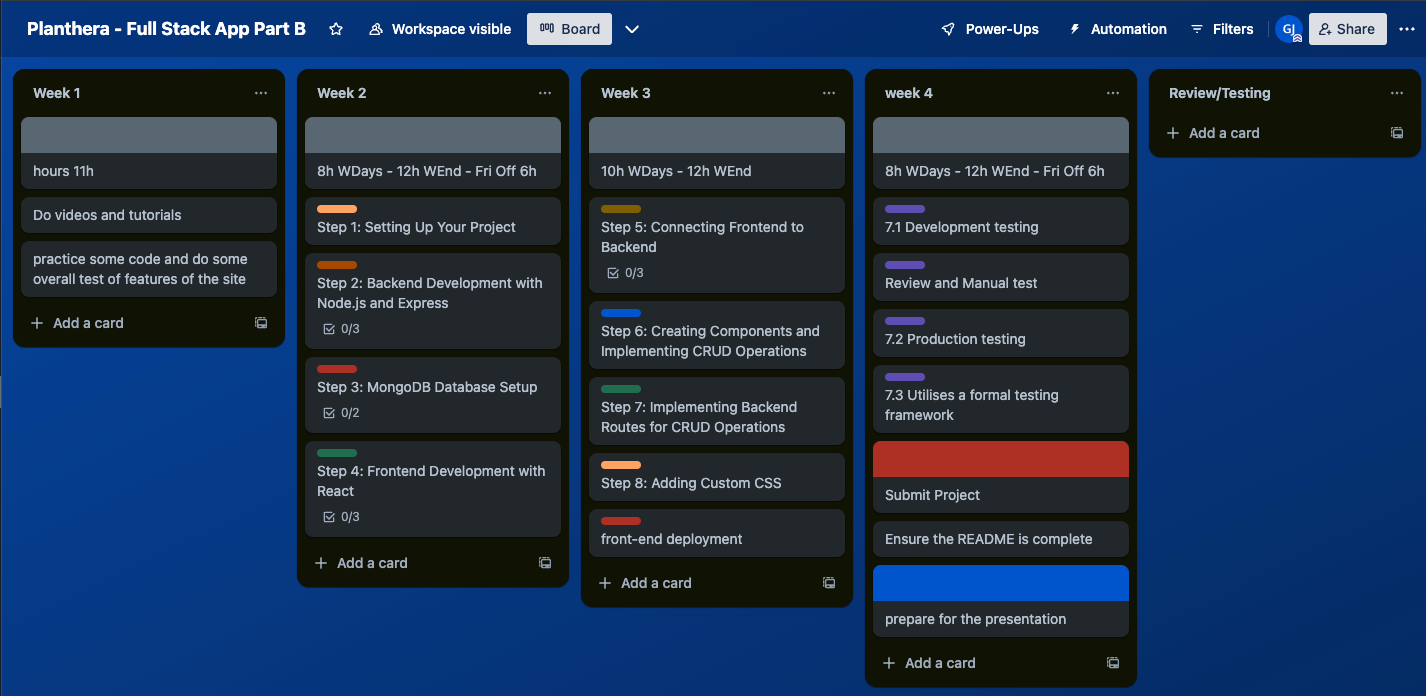 Planthera - Full Stack App Part B
Workspace visible
Board
Power-Ups
Automation
Filters
GJ
Share
Week 1
hours 11h
Do videos and tutorials
practice some code and do some
overall test of features of the site
Add a card
Week 2
8h WDays - 12h WEnd - Fri Off 6h
Step 1: Setting Up Your Project
Step 2: Backend Development with
Node.js and Express
0/3
Step 3: MongoDB Database Setup
0/2
Step 4: Frontend Development with
React
0/3
Add a card
Week 3
10h WDays - 12h WEnd
Step 5: Connecting Frontend to
Backend
0/3
Step 6: Creating Components and
Implementing CRUD Operations
Step 7: Implementing Backend
Routes for CRUD Operations
Step 8: Adding Custom CSS
front-end deployment
Add a card
week 4
8h WDays - 12h WEnd - Fri Off 6h
7.1 Development testing
Review and Manual test
7.2 Production testing
7.3 Utilises a formal testing
framework
Submit Project
Ensure the README is complete
prepare for the presentation
Add a card
Review/Testing
Add a card